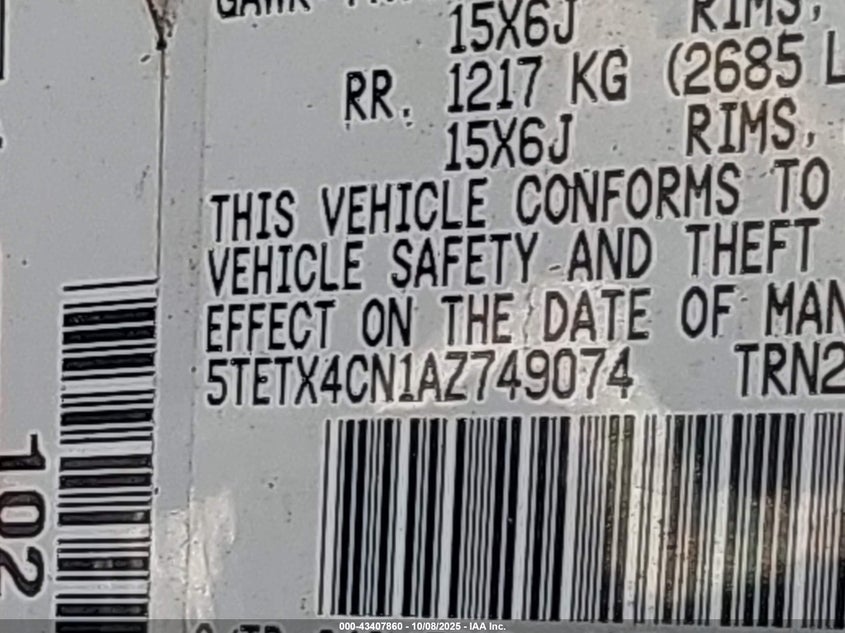 15X6J RIMS,
RR. 1217 KG (2685 L
15X6J RIMS,
THIS VEHICLE CONFORMS TO
VEHICLE SAFETY AND THEFT
EFFECT ON THE DATE OF MAN
5TETX4CN1AZ749074 TRN2
102
000-43407860 - 10/08/2025 - IAA Inc.